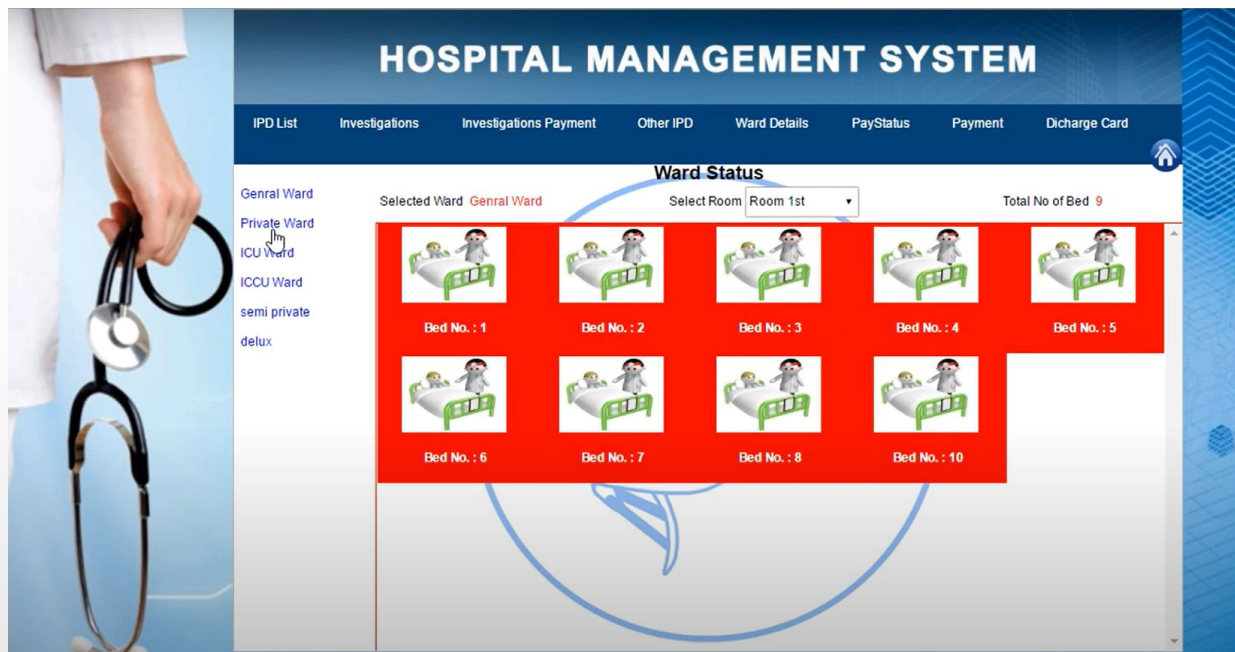 HOSPITAL MANAGEMENT SYSTEM
IPD List Investigations Investigations Payment Other IPD Ward Details PayStatus Payment Dicharge Card
Ward Status
Selected Ward Genral Ward Select Room Room 1st Total No of Bed 9
Genral Ward
Private Ward
ICU Ward
ICCU Ward
semi private
delux
Bed No. : 1 Bed No. : 2 Bed No. : 3 Bed No. : 4 Bed No. : 5
Bed No. : 6 Bed No. : 7 Bed No. : 8 Bed No. : 10